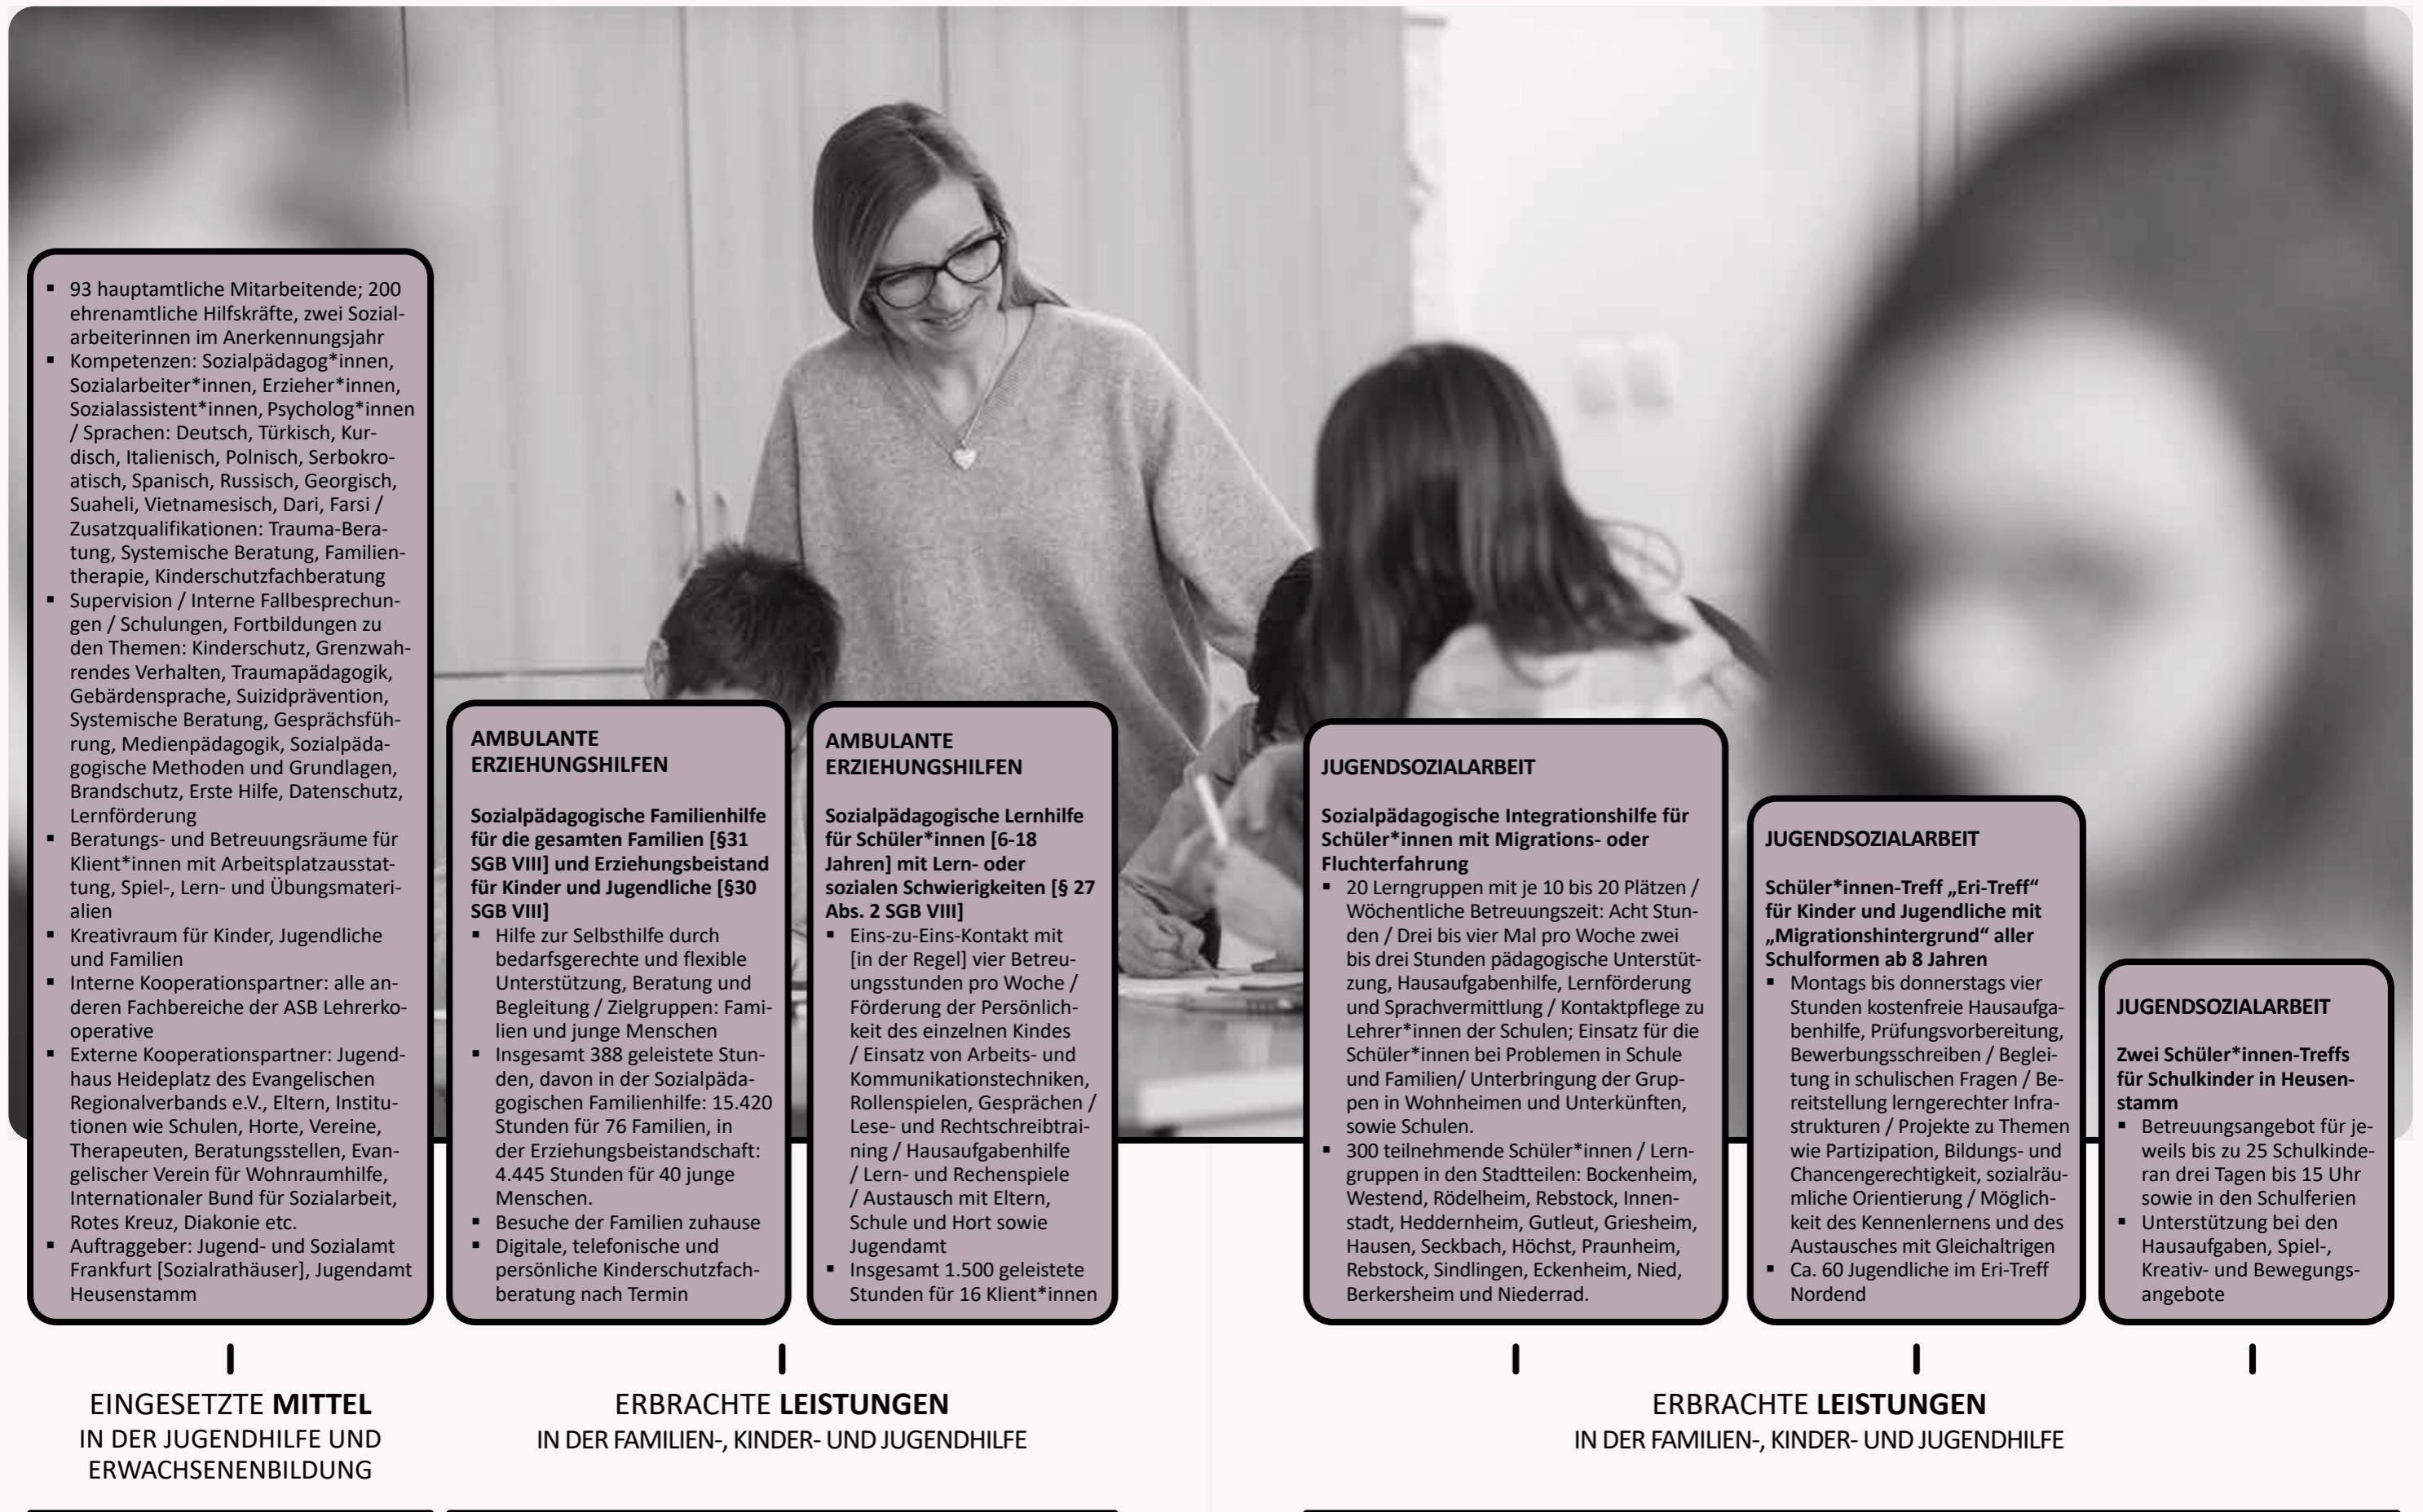 ▪ 93 hauptamtliche Mitarbeitende; 200
ehrenamtliche Hilfskräfte, zwei Sozial-
arbeiterinnen im Anerkennungsjahr
▪ Kompetenzen: Sozialpädagog*innen,
Sozialarbeiter*innen, Erzieher*innen,
Sozialassistent*innen, Psycholog*innen
/ Sprachen: Deutsch, Türkisch, Kur-
disch, Italienisch, Polnisch, Serbokro-
atisch, Spanisch, Russisch, Georgisch,
Suaheli, Vietnamesisch, Dari, Farsi /
Zusatzqualifikationen: Trauma-Bera-
tung, Systemische Beratung, Familien-
therapie, Kinderschutzfachberatung
▪ Supervision / Interne Fallbesprechun-
gen / Schulungen, Fortbildungen zu
den Themen: Kinderschutz, Grenzwah-
rendes Verhalten, Traumapädagogik,
Gebärdensprache, Suizidprävention,
Systemische Beratung, Gesprächsfüh-
rung, Medienpädagogik, Sozialpäda-
gogische Methoden und Grundlagen,
Brandschutz, Erste Hilfe, Datenschutz,
Lernförderung
▪ Beratungs- und Betreuungsräume für
Klient*innen mit Arbeitsplatzausstat-
tung, Spiel-, Lern- und Übungsmateri-
alien
▪ Kreativraum für Kinder, Jugendliche
und Familien
▪ Interne Kooperationspartner: alle an-
deren Fachbereiche der ASB Lehrerko-
operative
▪ Externe Kooperationspartner: Jugend-
haus Heideplatz des Evangelischen
Regionalverbands e.V., Eltern, Institu-
tionen wie Schulen, Horte, Vereine,
Therapeuten, Beratungsstellen, Evan-
gelischer Verein für Wohnraumhilfe,
Internationaler Bund für Sozialarbeit,
Rotes Kreuz, Diakonie etc.
▪ Auftraggeber: Jugend- und Sozialamt
Frankfurt [Sozialrathäuser], Jugendamt
Heusenstamm
EINGESETZTE MITTEL
IN DER JUGENDHILFE UND
ERWACHSENENBILDUNG
AMBULANTE
ERZIEHUNGSHILFEN
Sozialpädagogische Familienhilfe
für die gesamten Familien [§31
SGB VIII] und Erziehungsbeistand
für Kinder und Jugendliche [§30
SGB VIII]
▪ Hilfe zur Selbsthilfe durch
bedarfsgerechte und flexible
Unterstützung, Beratung und
Begleitung / Zielgruppen: Fami-
lien und junge Menschen
▪ Insgesamt 388 geleistete Stun-
den, davon in der Sozialpäda-
gogischen Familienhilfe: 15.420
Stunden für 76 Familien, in
der Erziehungsbeistandschaft:
4.445 Stunden für 40 junge
Menschen.
▪ Besuche der Familien zuhause
▪ Digitale, telefonische und
persönliche Kinderschutzfach-
beratung nach Termin
AMBULANTE
ERZIEHUNGSHILFEN
Sozialpädagogische Lernhilfe
für Schüler*innen [6-18
Jahren] mit Lern- oder
sozialen Schwierigkeiten [§ 27
Abs. 2 SGB VIII]
▪ Eins-zu-Eins-Kontakt mit
[in der Regel] vier Betreu-
ungsstunden pro Woche /
Förderung der Persönlich-
keit des einzelnen Kindes
/ Einsatz von Arbeits- und
Kommunikationstechniken,
Rollenspielen, Gesprächen /
Lese- und Rechtschreibtrai-
ning / Hausaufgabenhilfe
/ Lern- und Rechenspiele
/ Austausch mit Eltern,
Schule und Hort sowie
Jugendamt
▪ Insgesamt 1.500 geleistete
Stunden für 16 Klient*innen
ERBRACHTE LEISTUNGEN
IN DER FAMILIEN-, KINDER- UND JUGENDHILFE
JUGENDSOZIALARBEIT
Sozialpädagogische Integrationshilfe für
Schüler*innen mit Migrations- oder
Fluchterfahrung
▪ 20 Lerngruppen mit je 10 bis 20 Plätzen /
Wöchentliche Betreuungszeit: Acht Stun-
den / Drei bis vier Mal pro Woche zwei
bis drei Stunden pädagogische Unterstüt-
zung, Hausaufgabenhilfe, Lernförderung
und Sprachvermittlung / Kontaktpflege zu
Lehrer*innen der Schulen; Einsatz für die
Schüler*innen bei Problemen in Schule
und Familien/ Unterbringung der Grup-
pen in Wohnheimen und Unterkünften,
sowie Schulen.
▪ 300 teilnehmende Schüler*innen / Lern-
gruppen in den Stadtteilen: Bockenheim,
Westend, Rödelheim, Rebstock, Innen-
stadt, Heddernheim, Gutleut, Griesheim,
Hausen, Seckbach, Höchst, Praunheim,
Rebstock, Sindlingen, Eckenheim, Nied,
Berkersheim und Niederrad.
JUGENDSOZIALARBEIT
Schüler*innen-Treff „Eri-Treff“
für Kinder und Jugendliche mit
„Migrationshintergrund“ aller
Schulformen ab 8 Jahren
▪ Montags bis donnerstags vier
Stunden kostenfreie Hausaufga-
benhilfe, Prüfungsvorbereitung,
Bewerbungsschreiben / Beglei-
tung in schulischen Fragen / Be-
reitstellung lerngerechter Infra-
strukturen / Projekte zu Themen
wie Partizipation, Bildungs- und
Chancengerechtigkeit, sozialräu-
mliche Orientierung / Möglich-
keit des Kennenlernens und des
Austausches mit Gleichaltrigen
▪ Ca. 60 Jugendliche im Eri-Treff
Nordend
JUGENDSOZIALARBEIT
Zwei Schüler*innen-Treffs
für Schulkinder in Heusen-
stamm
▪ Betreuungsangebot für je-
weils bis zu 25 Schulkinde-
ran drei Tagen bis 15 Uhr
sowie in den Schulferien
▪ Unterstützung bei den
Hausaufgaben, Spiel-,
Kreativ- und Bewegungs-
angebote
ERBRACHTE LEISTUNGEN
IN DER FAMILIEN-, KINDER- UND JUGENDHILFE